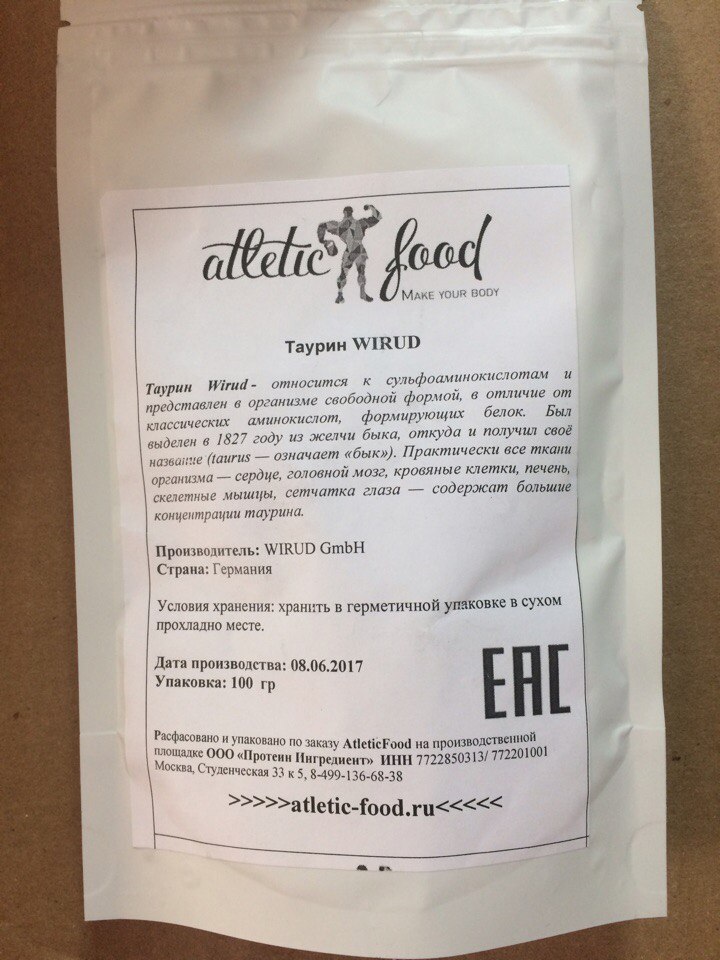 atletic food
MAKE YOUR BODY
Таурин WIRUD
Таурин Wirud - относится к сульфоаминокислотам и
представлен в организме свободной формой, в отличие от
классических аминокислот, формирующих белок. Был
выделен в 1827 году из желчи быка, откуда и получил своё
название (taurus — означает «бык»). Практически все ткани
организма — сердце, головной мозг, кровяные клетки, печень,
скелетные мышцы, сетчатка глаза — содержат большие
концентрации таурина.
Производитель: WIRUD GmbH
Страна: Германия
Условия хранения: хранить в герметичной упаковке в сухом
прохладно месте.
Дата производства: 08.06.2017
Упаковка: 100 гр
EAC
Расфасовано и упаковано по заказу AtleticFood на производственной
площадке ООО «Протеин Ингредиент» ИНН 7722850313/ 772201001
Москва, Студенческая 33 к 5, 8-499-136-68-38
>>>>>atletic-food.ru<<<<<